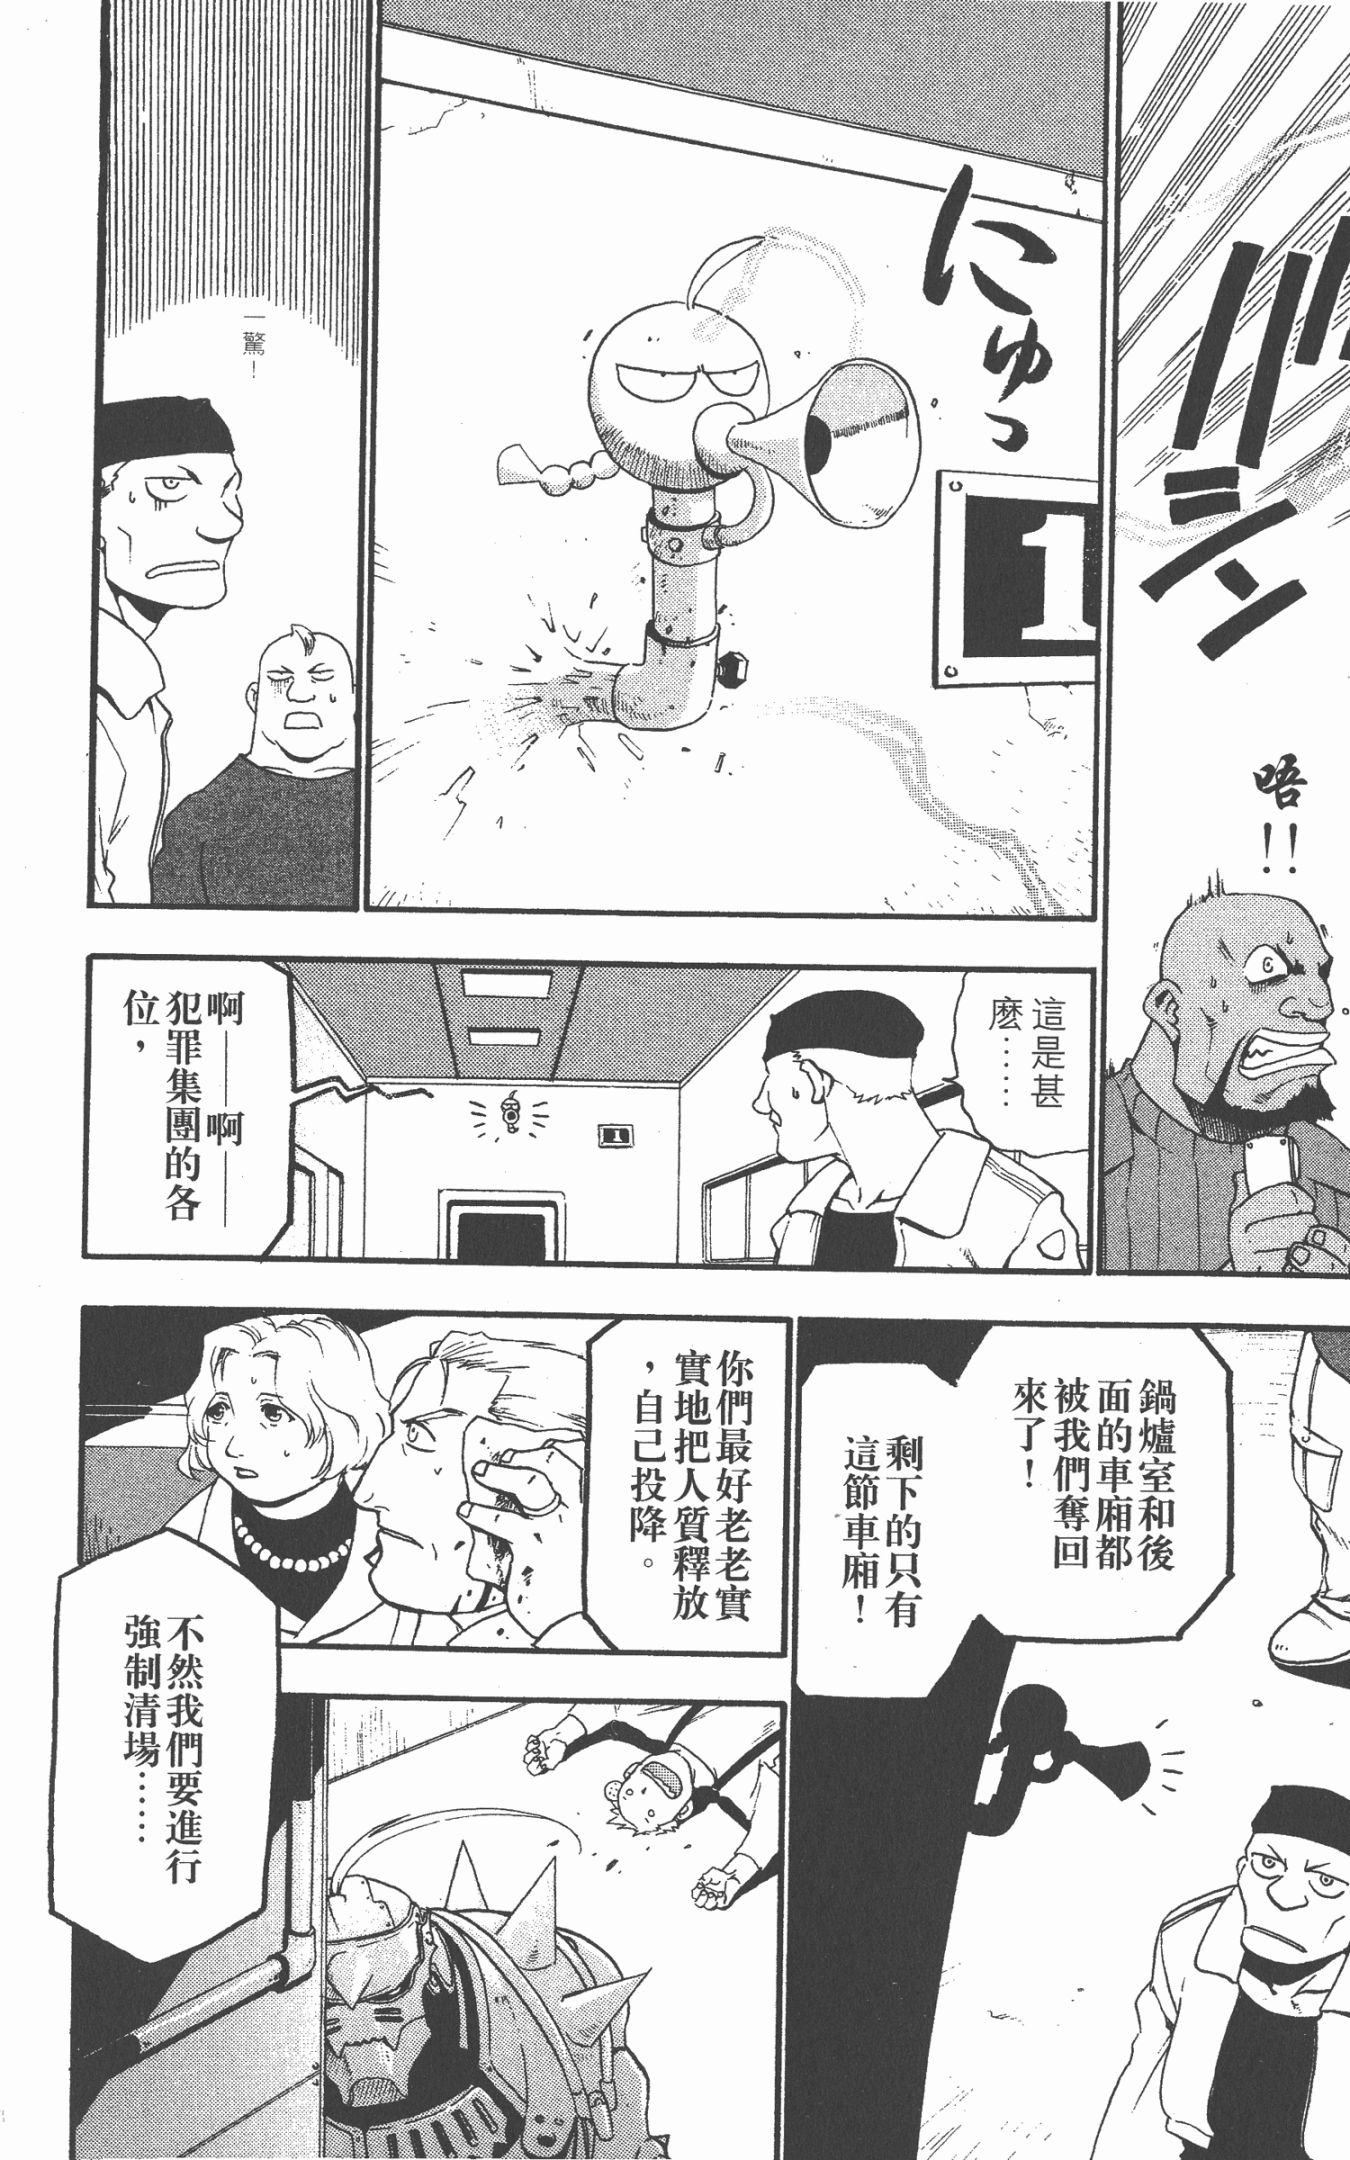 シン
唔!!
にゅっ
1
一驚!
這是甚
麼……
1
啊──啊──
犯罪集團的各
位,
鍋爐室和後
面的車廂都
被我們奪回
來了!
剩下的只有
這節車廂!
你們最好老老實
實地把人質釋放
,自己投降。
不然我們要進行
強制清場……